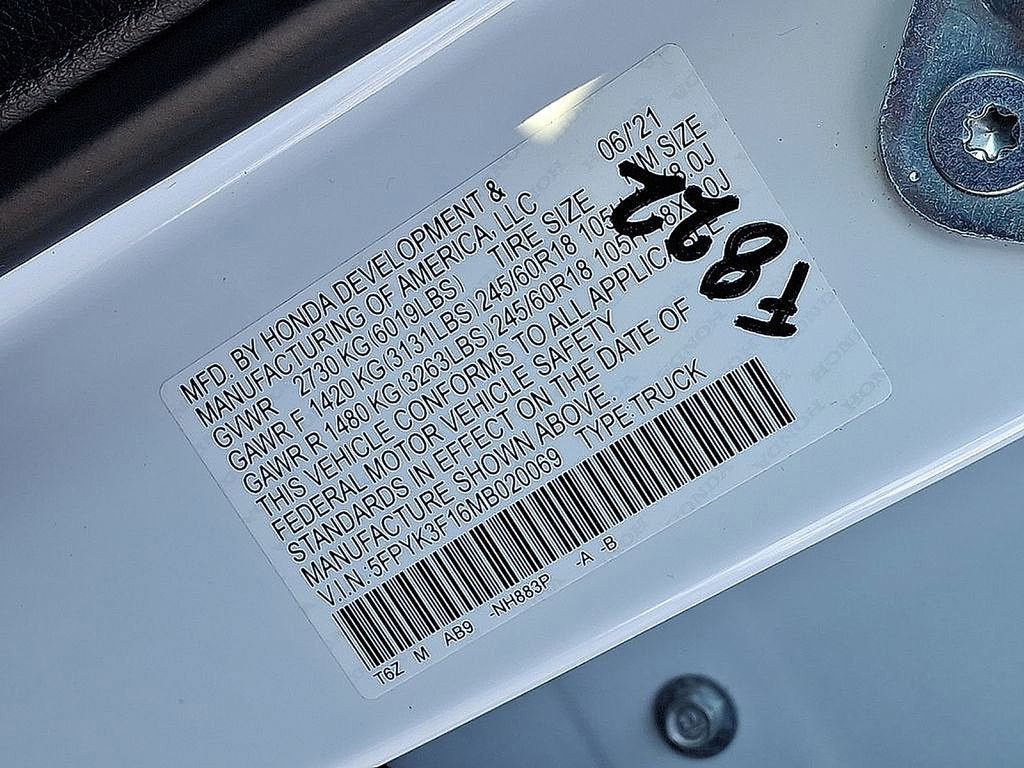 06/'21
MFD. BY HONDA DEVELOPMENT &
MANUFACTURING OF AMERICA, LLC
GVWR 2730 KG(6019LBS) TIRE SIZE SIZE
GAWR F 1420 KG(3131LBS)245/60R18 105H
GAWR R 1480 KG(3263LBS)245/60R18 105H
THIS VEHICLE CONFORMS TO ALL
FEDERAL MOTOR VEHICLE SAFETY
STANDARDS IN EFFECT ON THE DATE OF
MANUFACTURE SHOWN ABOVE.
V.I.N.:5FPYK3F16MB020069 TYPE:TRUCK
T6Z M AB9 -NH883P -A -B